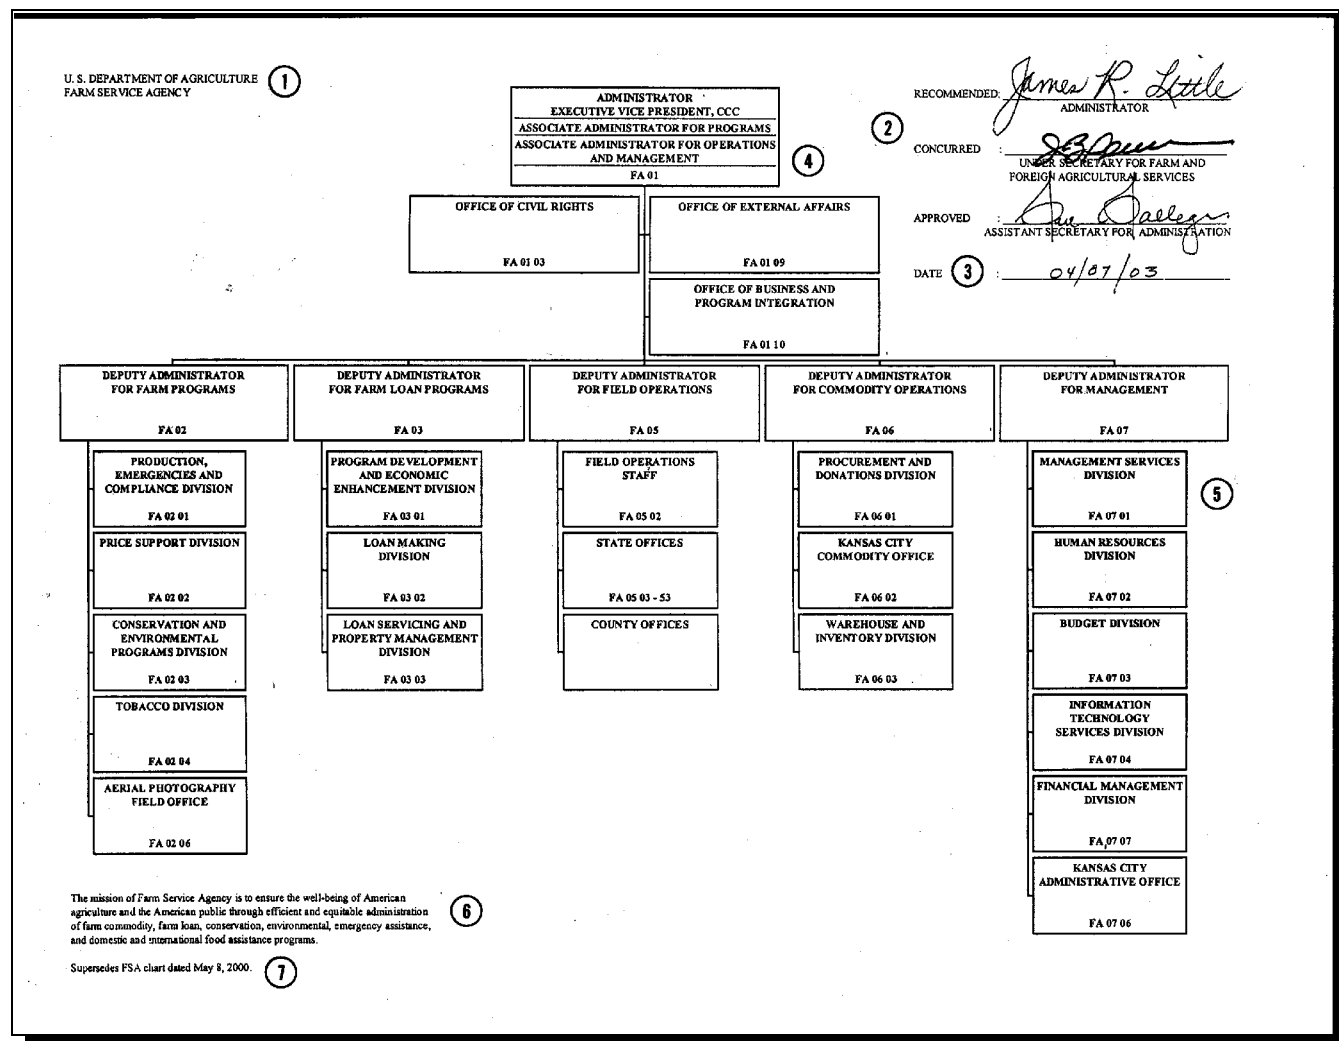 U. S. DEPARTMENT OF AGRICULTURE
FARM SERVICE AGENCY
1
ADMINISTRATOR
EXECUTIVE VICE PRESIDENT, CCC
ASSOCIATE ADMINISTRATOR FOR PROGRAMS
ASSOCIATE ADMINISTRATOR FOR OPERATIONS
AND MANAGEMENT
FA 01
4
2
RECOMMENDED: James R. Little
ADMINISTRATOR
CONCURRED :
UNDER SECRETARY FOR FARM AND
FOREIGN AGRICULTURAL SERVICES
APPROVED :
ASSISTANT SECRETARY FOR ADMINISTRATION
DATE 3 : 04/07/03
OFFICE OF CIVIL RIGHTS
FA 01 03
OFFICE OF EXTERNAL AFFAIRS
FA 01 09
OFFICE OF BUSINESS AND
PROGRAM INTEGRATION
FA 01 10
DEPUTY ADMINISTRATOR
FOR FARM PROGRAMS
FA 02
DEPUTY ADMINISTRATOR
FOR FARM LOAN PROGRAMS
FA 03
DEPUTY ADMINISTRATOR
FOR FIELD OPERATIONS
FA 05
DEPUTY ADMINISTRATOR
FOR COMMODITY OPERATIONS
FA 06
DEPUTY ADMINISTRATOR
FOR MANAGEMENT
FA 07
PRODUCTION,
EMERGENCIES AND
COMPLIANCE DIVISION
FA 02 01
PRICE SUPPORT DIVISION
FA 02 02
CONSERVATION AND
ENVIRONMENTAL
PROGRAMS DIVISION
FA 02 03
TOBACCO DIVISION
FA 02 04
AERIAL PHOTOGRAPHY
FIELD OFFICE
FA 02 06
PROGRAM DEVELOPMENT
AND ECONOMIC
ENHANCEMENT DIVISION
FA 03 01
LOAN MAKING
DIVISION
FA 03 02
LOAN SERVICING AND
PROPERTY MANAGEMENT
DIVISION
FA 03 03
FIELD OPERATIONS
STAFF
FA 05 02
STATE OFFICES
FA 05 03 - 53
COUNTY OFFICES
PROCUREMENT AND
DONATIONS DIVISION
FA 06 01
KANSAS CITY
COMMODITY OFFICE
FA 06 02
WAREHOUSE AND
INVENTORY DIVISION
FA 06 03
MANAGEMENT SERVICES
DIVISION
FA 07 01
5
HUMAN RESOURCES
DIVISION
FA 07 02
BUDGET DIVISION
FA 07 03
INFORMATION
TECHNOLOGY
SERVICES DIVISION
FA 07 04
FINANCIAL MANAGEMENT
DIVISION
FA 07 07
KANSAS CITY
ADMINISTRATIVE OFFICE
FA 07 06
The mission of Farm Service Agency is to ensure the well-being of American
agriculture and the American public through efficient and equitable administration
of farm commodity, farm loan, conservation, environmental, emergency assistance,
and domestic and international food assistance programs.
6
Supersedes FSA chart dated May 8, 2000.
7